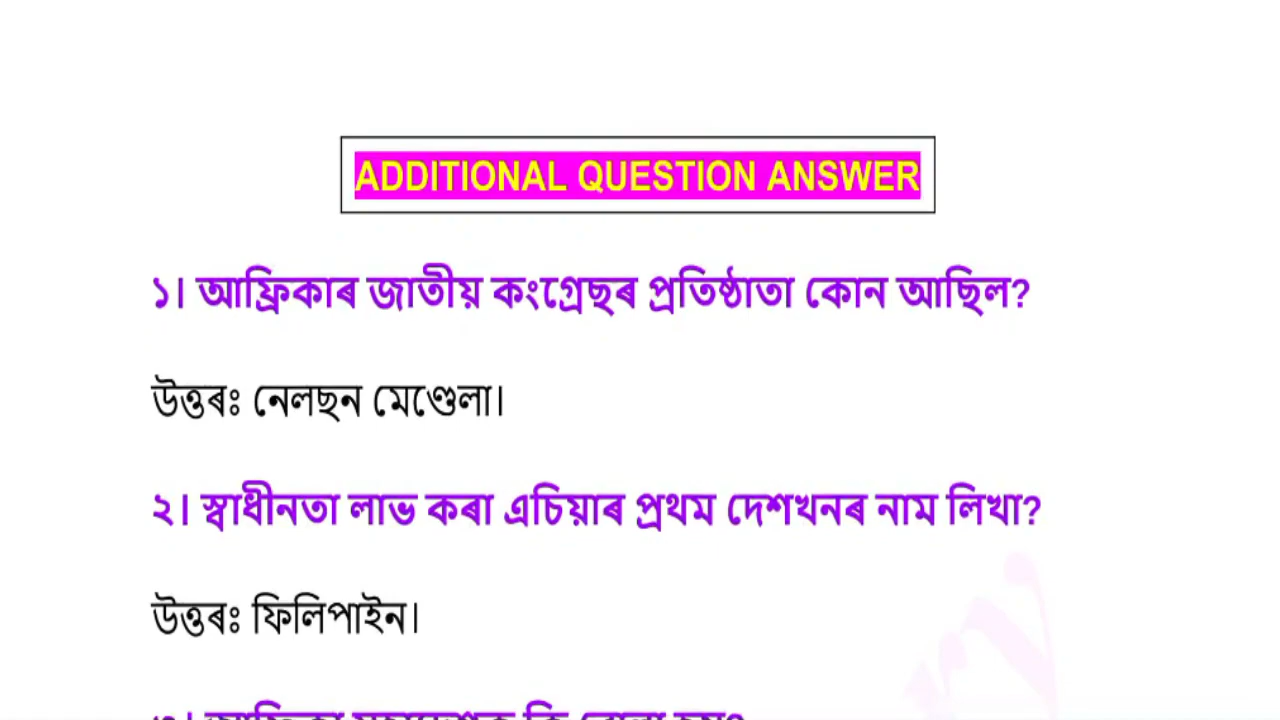 ADDITIONAL QUESTION ANSWER
১। আফ্ৰিকাৰ জাতীয় কংগ্ৰেছৰ প্ৰতিষ্ঠাতা কোন আছিল?
উত্তৰঃ নেলছন মেণ্ডেলা।
২। স্বাধীনতা লাভ কৰা এচিয়াৰ প্ৰথম দেশখনৰ নাম লিখা?
উত্তৰঃ ফিলিপাইন।